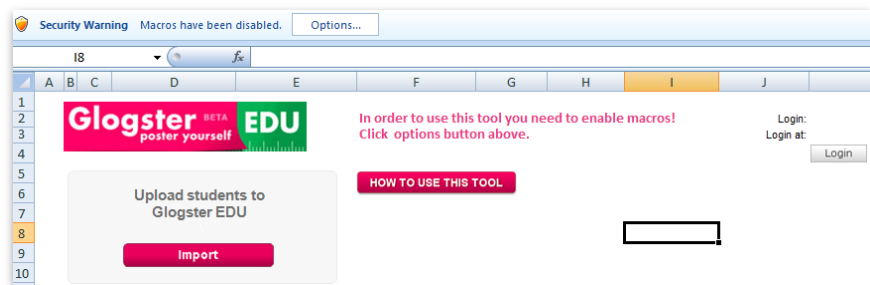 Security Warning Macros have been disabled. Options...
I8 fx
A B C D E F G H I J
1
2 Glogster BETA EDU In order to use this tool you need to enable macros! Login:
3 poster yourself Click options button above. Login at:
4 Login
5
6 Upload students to HOW TO USE THIS TOOL
7 Glogster EDU
8
9 Import
10